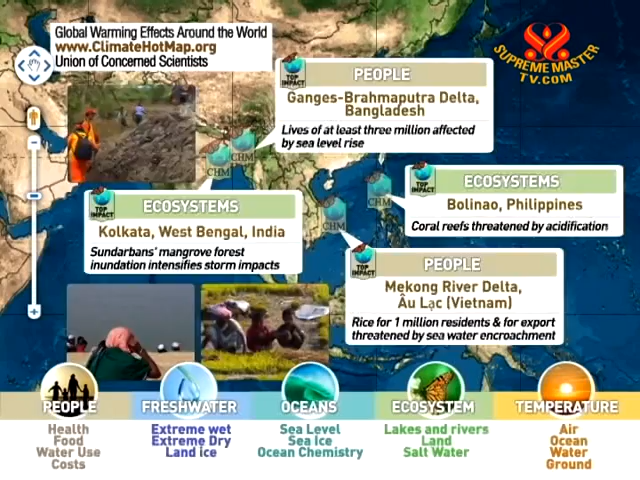 Global Warming Effects Around the World
www.ClimateHotMap.org
Union of Concerned Scientists
SUPREME MASTER
TV.COM
TOP IMPACT
PEOPLE
Ganges-Brahmaputra Delta,
Bangladesh
Lives of at least three million affected
by sea level rise
CHM
CHM
TOP IMPACT
ECOSYSTEMS
Bolinao, Philippines
Coral reefs threatened by acidification
CHM
TOP IMPACT
ECOSYSTEMS
Kolkata, West Bengal, India
Sundarbans' mangrove forest
inundation intensifies storm impacts
CHM
TOP IMPACT
PEOPLE
Mekong River Delta,
Âu Lạc (Vietnam)
Rice for 1 million residents & for export
threatened by sea water encroachment
PEOPLE
Health
Food
Water Use
Costs
FRESHWATER
Extreme wet
Extreme Dry
Land ice
OCEANS
Sea Level
Sea Ice
Ocean Chemistry
ECOSYSTEM
Lakes and rivers
Land
Salt Water
TEMPERATURE
Air
Ocean
Water
Ground